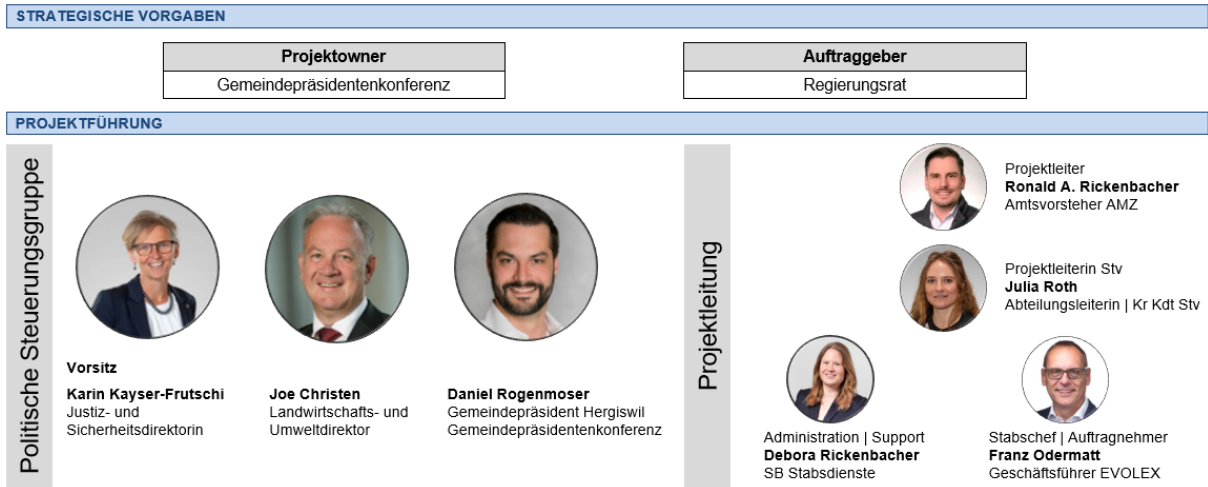 STRATEGISCHE VORGABEN
Projektowner
Gemeindepräsidentenkonferenz
Auftraggeber
Regierungsrat
PROJEKTFÜHRUNG
Politische Steuerungsgruppe
Vorsitz
Karin Kayser-Frutschi
Justiz- und
Sicherheitsdirektorin
Joe Christen
Landwirtschafts- und
Umweltdirektor
Daniel Rogenmoser
Gemeindepräsident Hergiswil
Gemeindepräsidentenkonferenz
Projektleitung
Projektleiter
Ronald A. Rickenbacher
Amtsvorsteher AMZ
Projektleiterin Stv
Julia Roth
Abteilungsleiterin | Kr Kdt Stv
Administration | Support
Debora Rickenbacher
SB Stabsdienste
Stabschef | Auftragnehmer
Franz Odermatt
Geschäftsführer EVOLEX